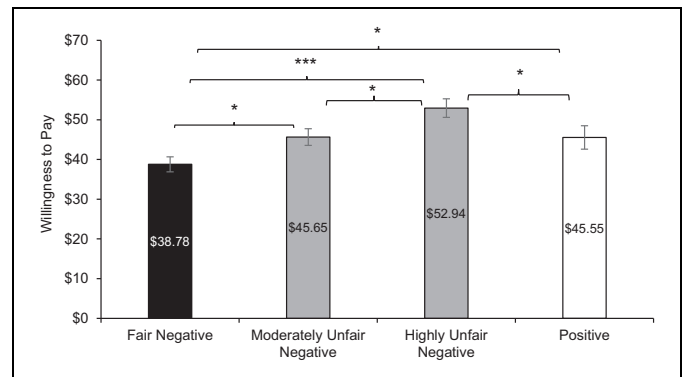 $70
$60
$50
$40
$30
$20
$10
$0
Willingness to Pay
*
***
*
*
*
$38.78
$45.65
$52.94
$45.55
Fair Negative
Moderately Unfair
Negative
Highly Unfair
Negative
Positive